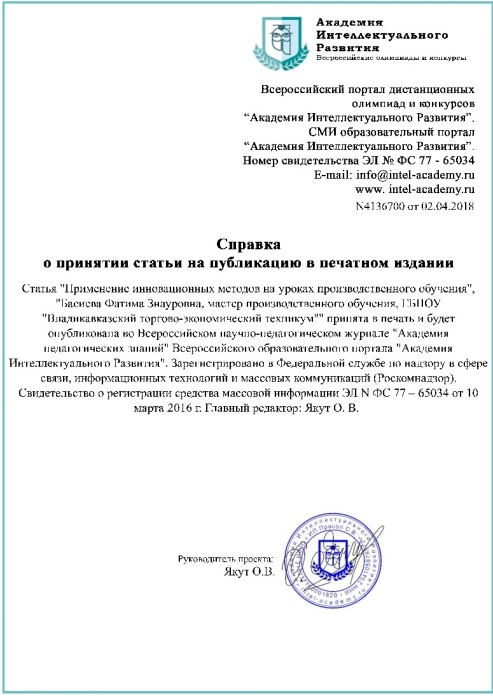 Академия
Интеллектуального
Развития
Всероссийские олимпиады и конкурсы
Всероссийский портал дистанционных
олимпиад и конкурсов
“Академия Интеллектуального Развития”.
СМИ образовательный портал
“Академия Интеллектуального Развития”.
Номер свидетельства ЭЛ № ФС 77 - 65034
E-mail: info@intel-academy.ru
www. intel-academy.ru
N4136700 от 02.04.2018
Справка
о принятии статьи на публикацию в печатном издании
Статья "Применение инновационных методов на уроках производственного обучения",
"Басиева Фатима Знауровна, мастер производственного обучения, ГБПОУ
"Владикавказский торгово-экономический техникум"" принята в печать и будет
опубликована во Всероссийском научно-педагогическом журнале "Академия
педагогических знаний" Всероссийского образовательного портала "Академия
Интеллектуального Развития". Зарегистрировано в Федеральной службе по надзору в сфере
связи, информационных технологий и массовых коммуникаций (Роскомнадзор).
Свидетельство о регистрации средства массовой информации ЭЛ N ФС 77 – 65034 от 10
марта 2016 г. Главный редактор: Якут О. В.
Руководитель проекта:
Якут О.В.